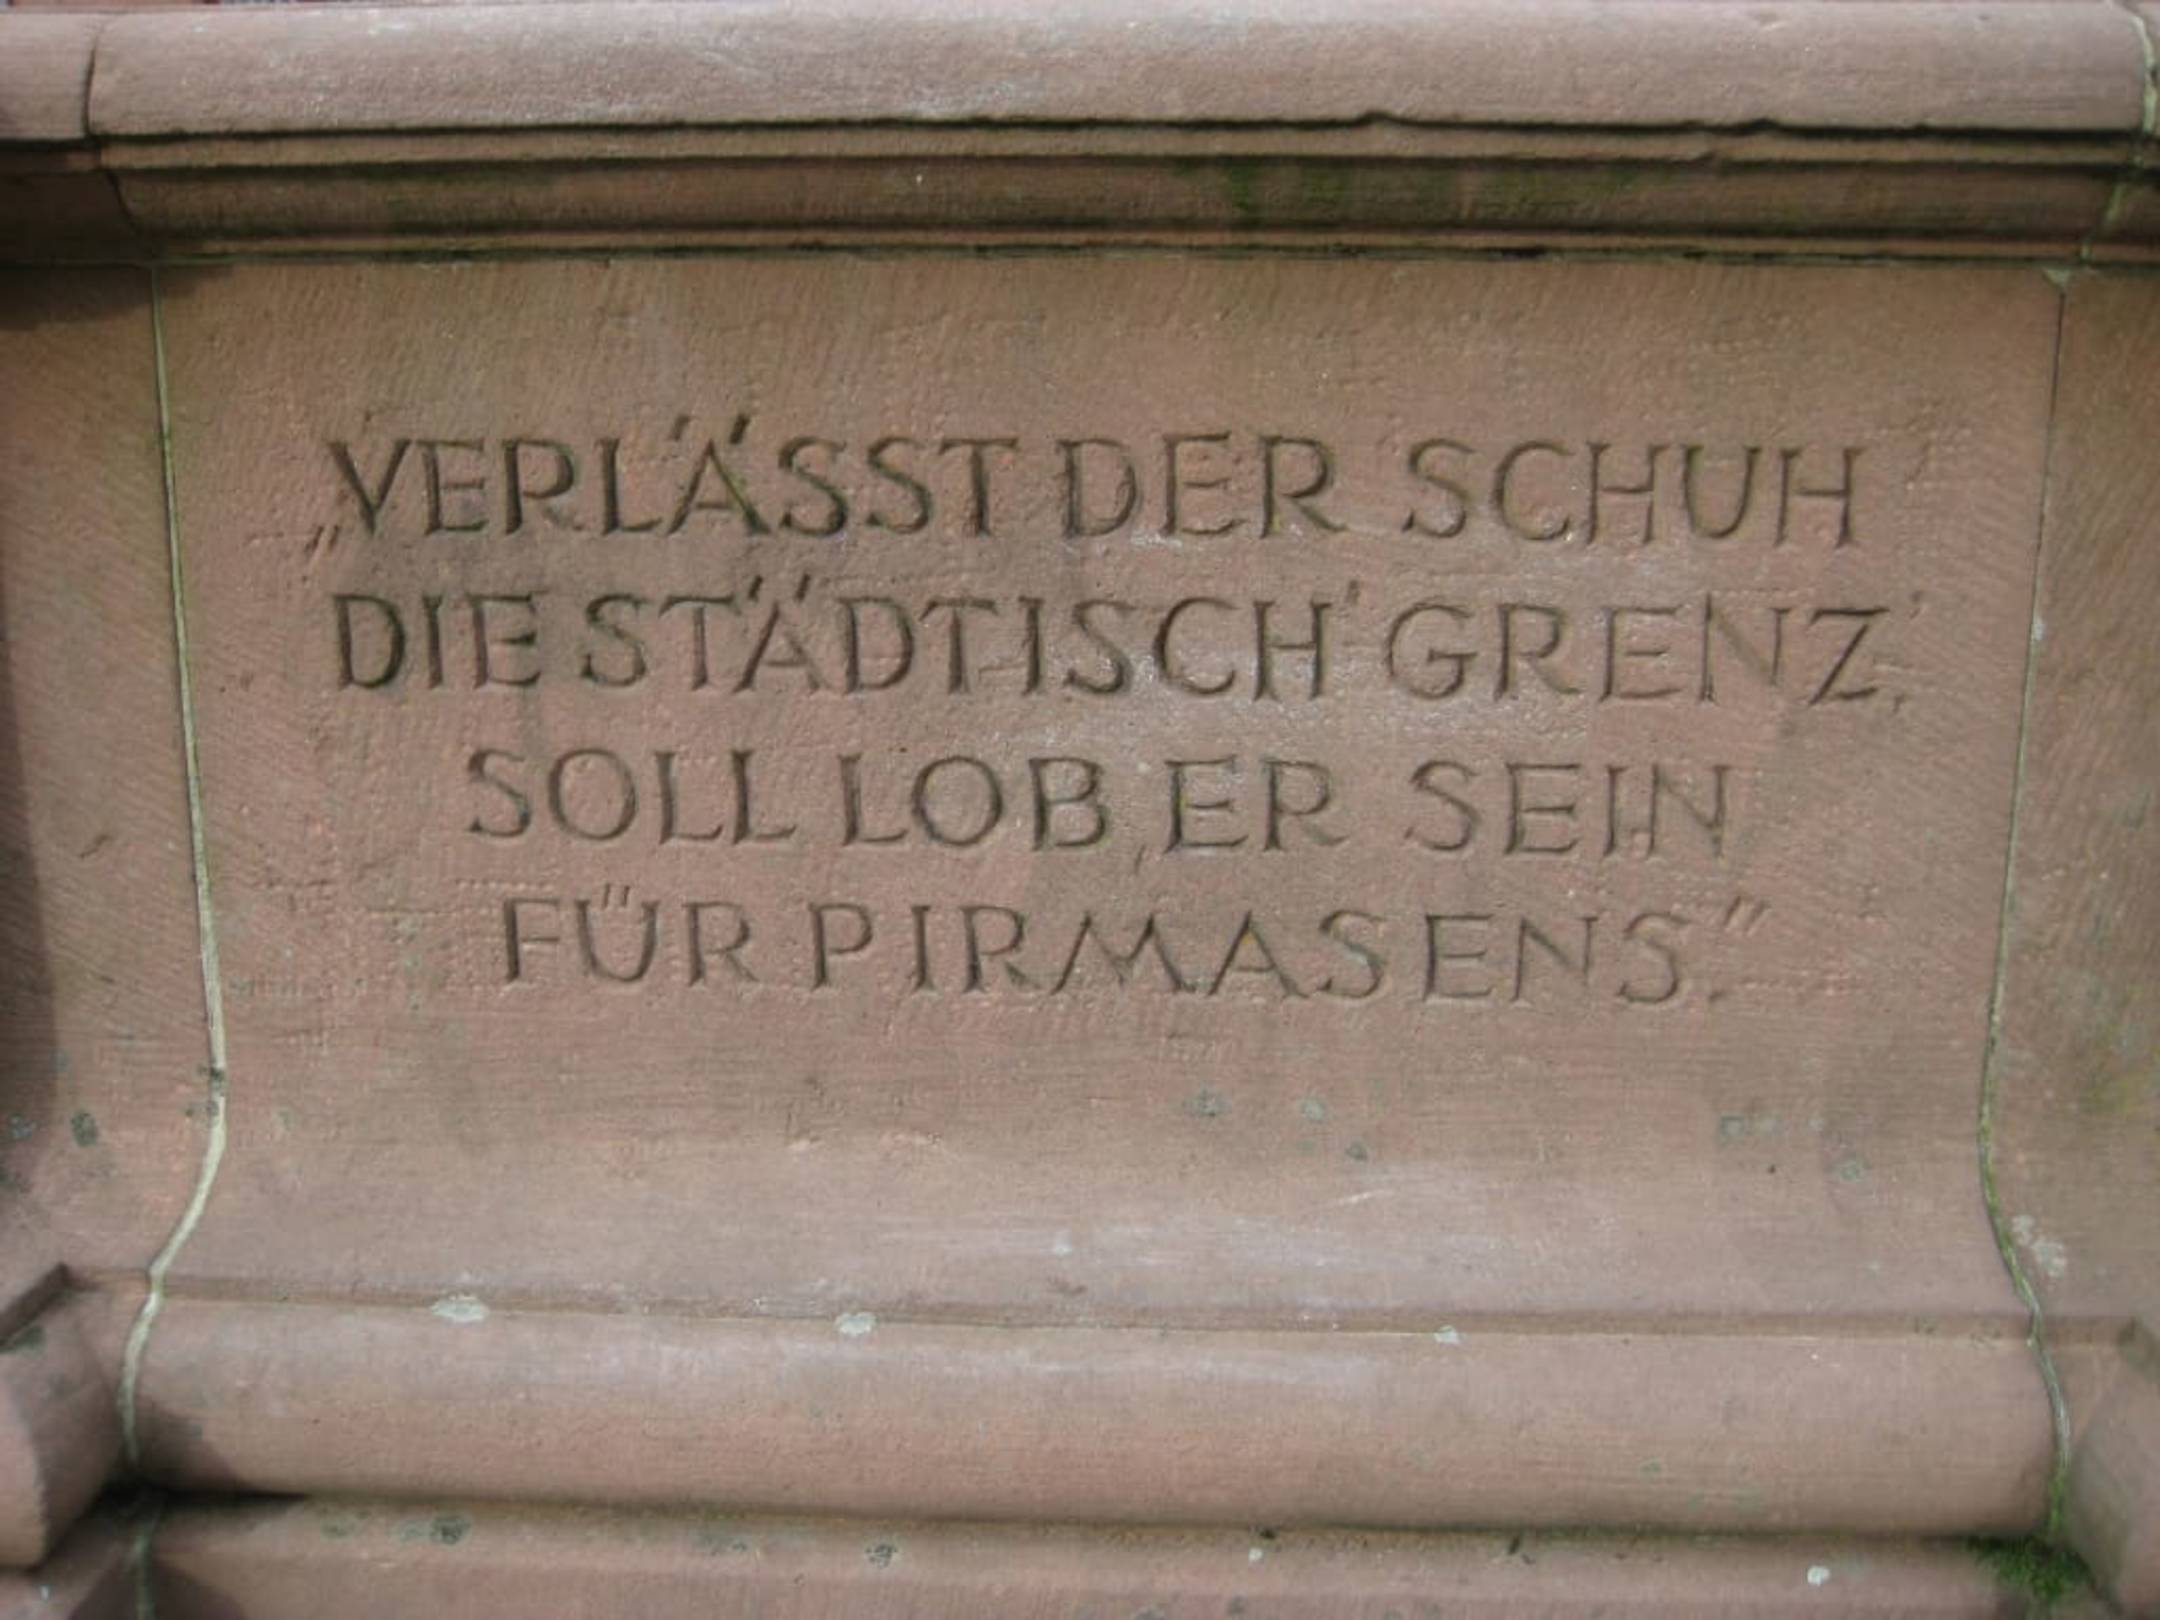 „VERLÄSST DER SCHUH
DIE STÄDTISCH' GRENZ',
SOLL LOB, ER SEIN
FÜR PIRMASENS."